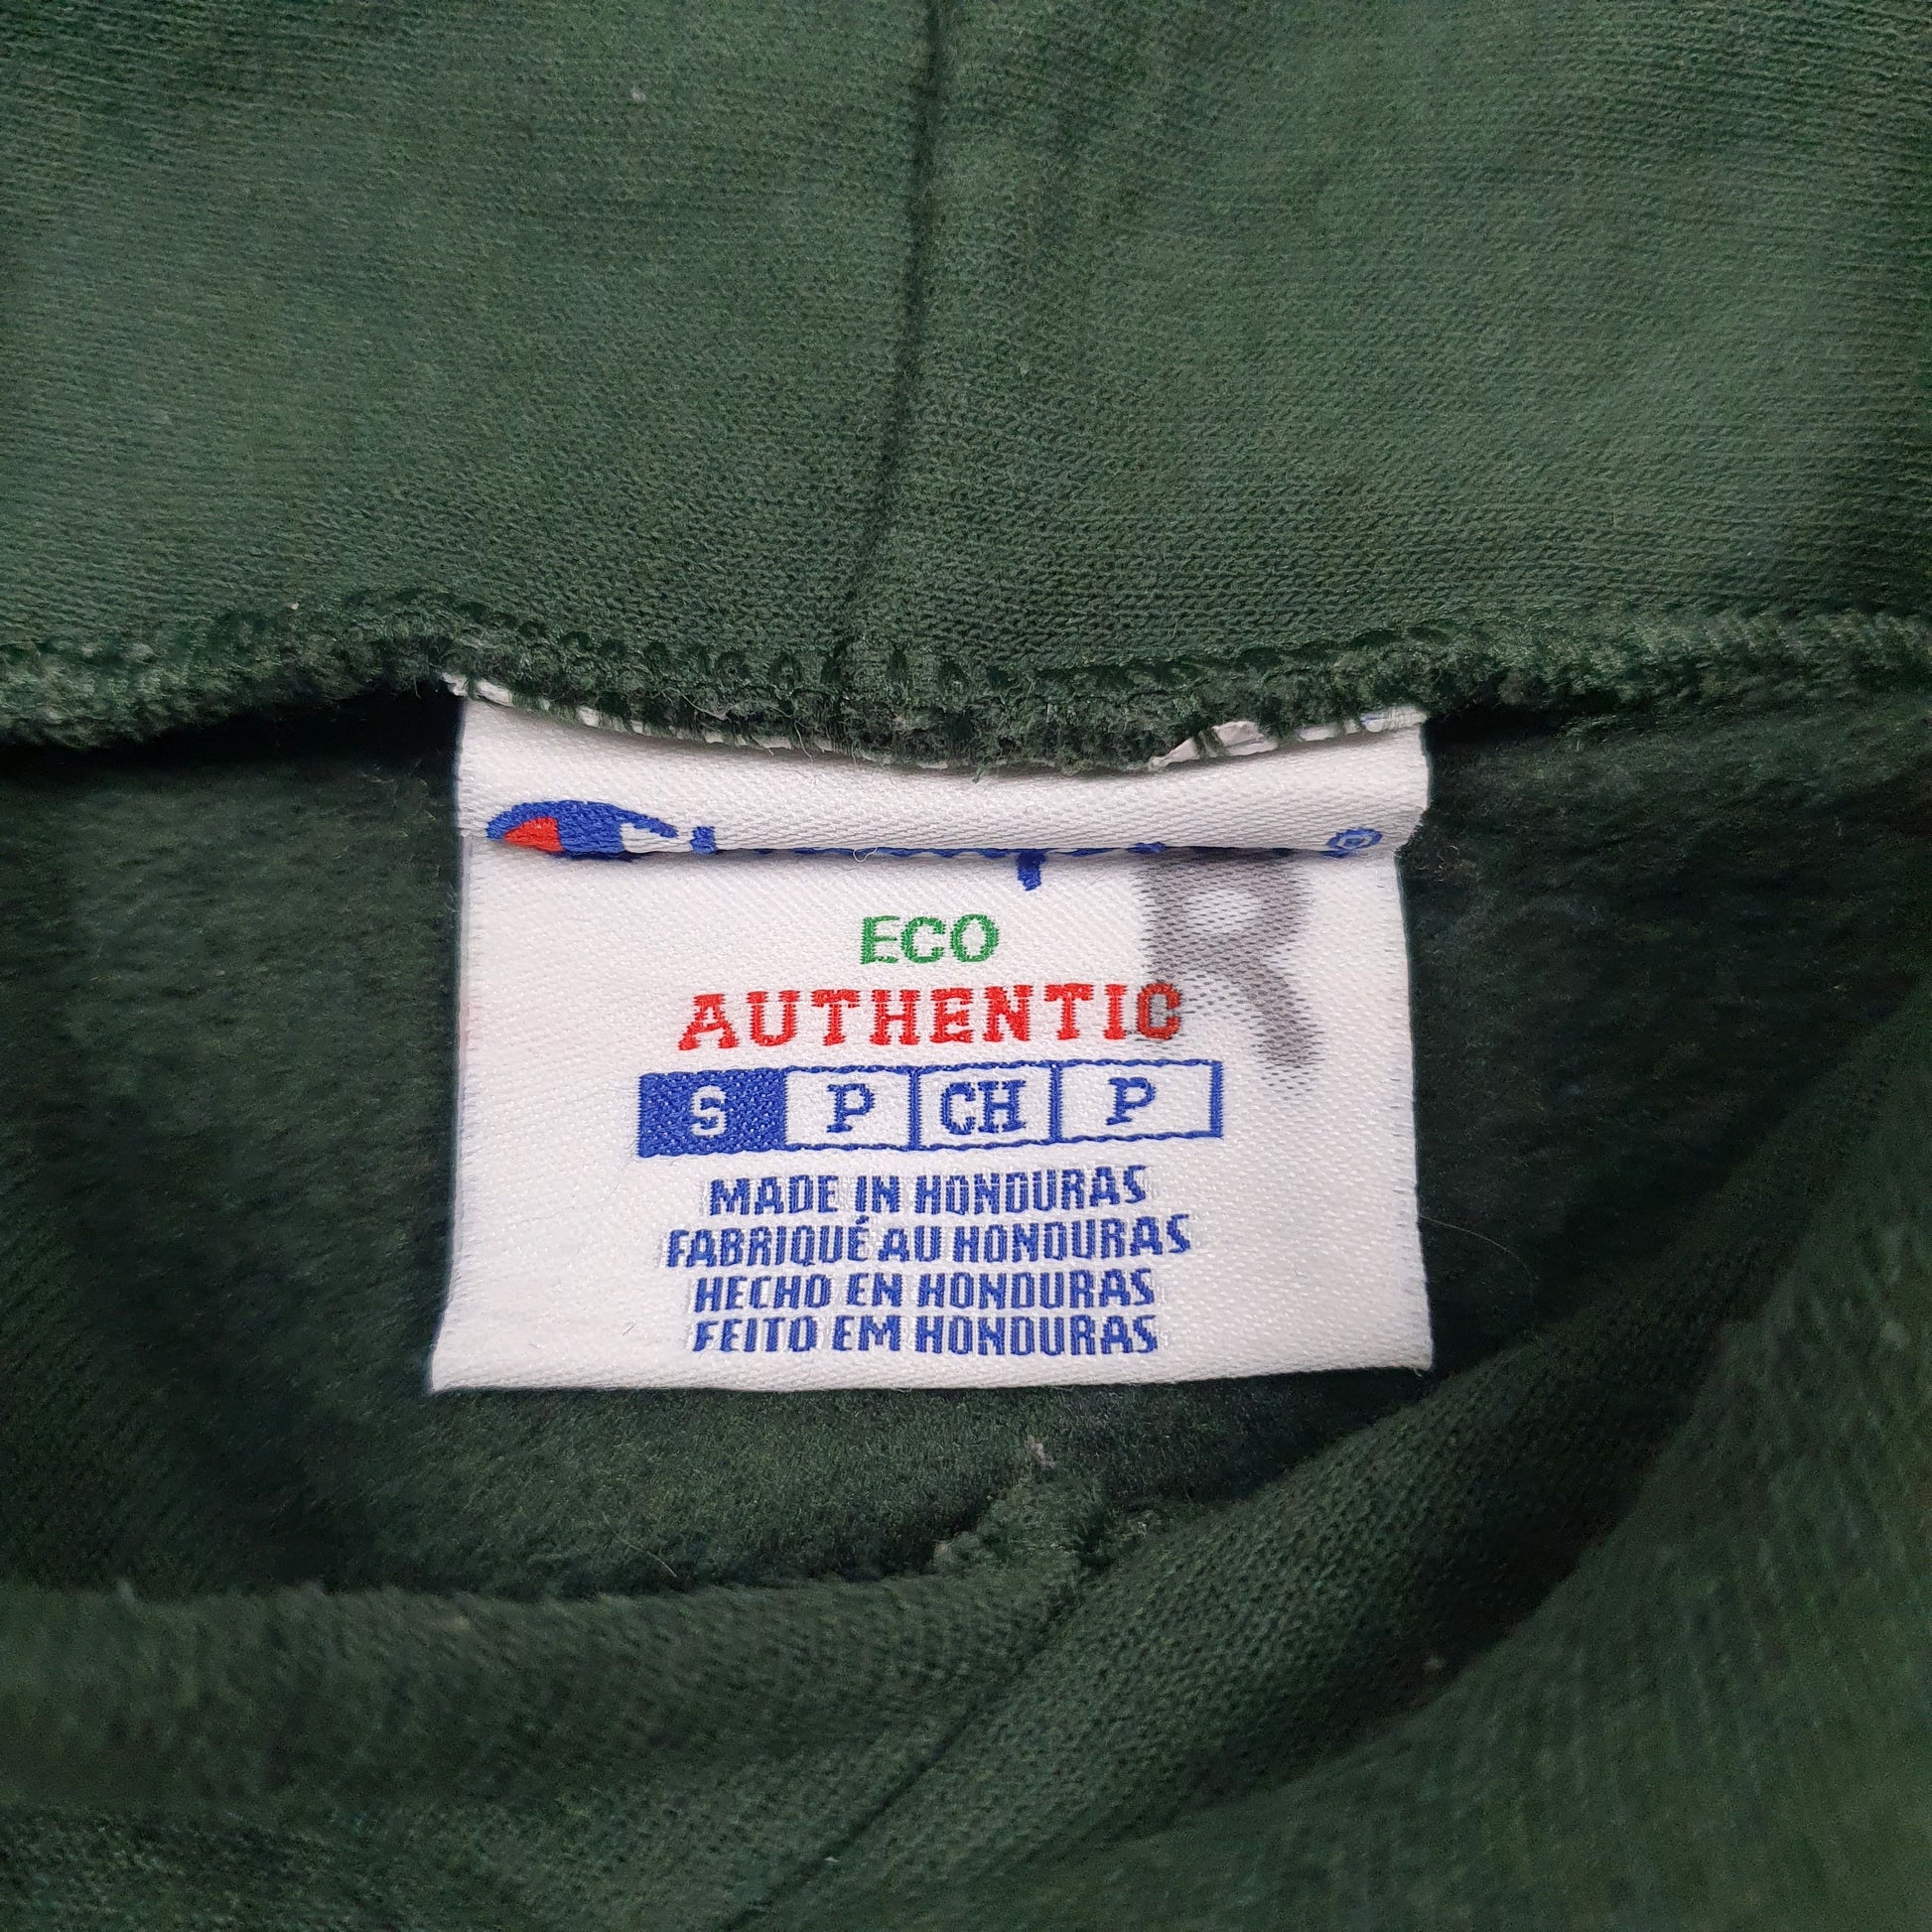 ®
R
ECO
AUTHENTIC
S P CH P
MADE IN HONDURAS
FABRIQUÉ AU HONDURAS
HECHO EN HONDURAS
FEITO EM HONDURAS